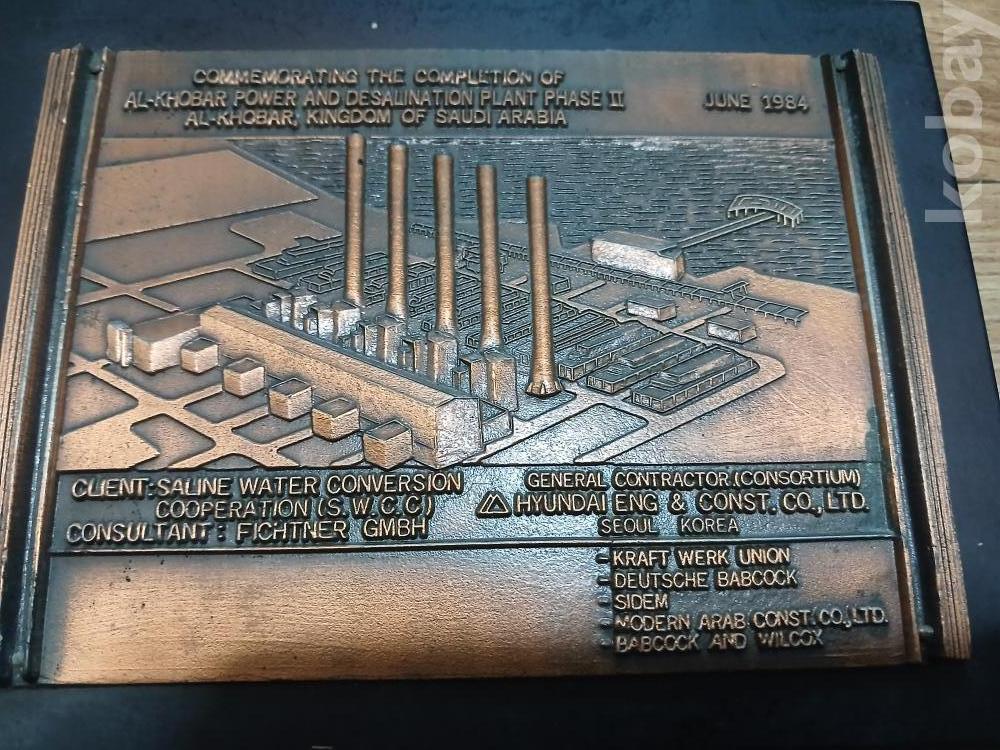 COMMEMORATING THE COMPLETION OF
AL-KHOBAR POWER AND DESALINATION PLANT PHASE II
AL-KHOBAR, KINGDOM OF SAUDI ARABIA
JUNE 1984
CLIENT: SALINE WATER CONVERSION
COOPERATION (S.W.C.C)
CONSULTANT: FICHTNER GMBH
GENERAL CONTRACTOR.(CONSORTIUM)
HYUNDAI ENG & CONST. CO., LTD.
SEOUL KOREA
- KRAFT WERK UNION
- DEUTSCHE BABCOCK
- SIDEM
- MODERN ARAB. CONST. CO., LTD.
- BABCOCK AND WILCOX
kobay